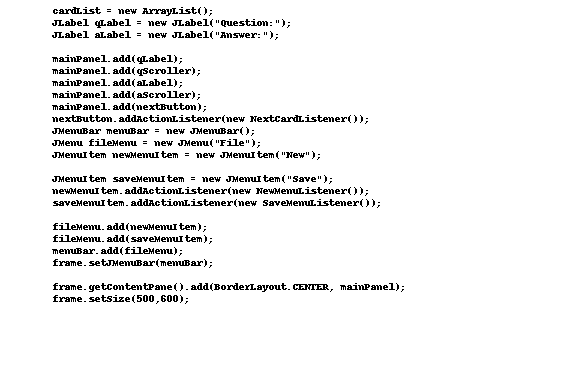 cardList = new ArrayList();
JLabel qLabel = new JLabel("Question:");
JLabel aLabel = new JLabel("Answer:");
mainPanel.add(qLabel);
mainPanel.add(qScroller);
mainPanel.add(aLabel);
mainPanel.add(aScroller);
mainPanel.add(nextButton);
nextButton.addActionListener(new NextCardListener());
JMenuBar menuBar = new JMenuBar();
JMenu fileMenu = new JMenu("File");
JMenuItem newMenuItem = new JMenuItem("New");
JMenuItem saveMenuItem = new JMenuItem("Save");
newMenuItem.addActionListener(new NewMenuListener());
saveMenuItem.addActionListener(new SaveMenuListener());
fileMenu.add(newMenuItem);
fileMenu.add(saveMenuItem);
menuBar.add(fileMenu);
frame.setJMenuBar(menuBar);
frame.getContentPane().add(BorderLayout.CENTER, mainPanel);
frame.setSize(500,600);